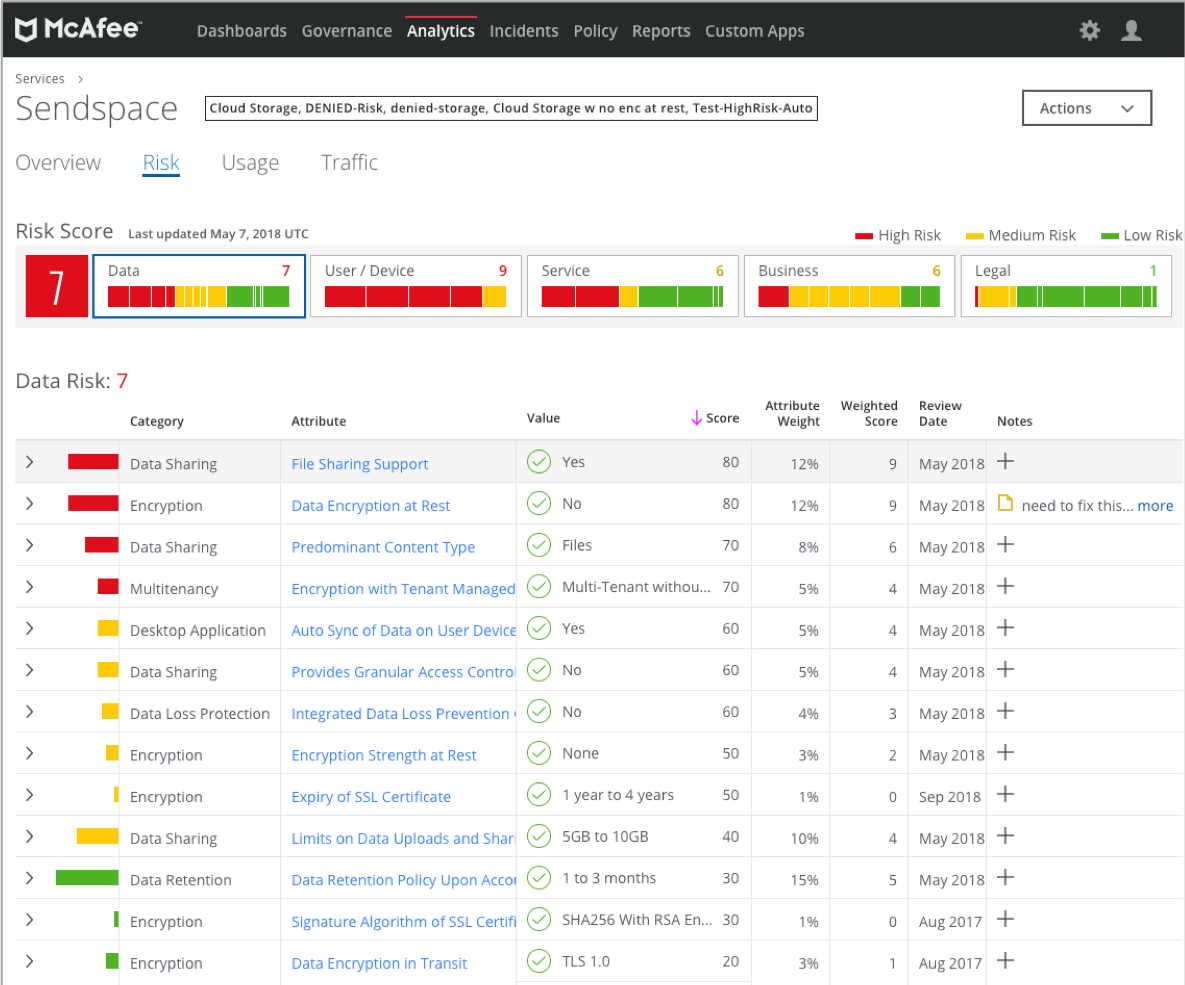 McAfee™
Dashboards Governance Analytics Incidents Policy Reports Custom Apps
Services >
Sendspace
Cloud Storage, DENIED-Risk, denied-storage, Cloud Storage w no enc at rest, Test-HighRisk-Auto
Actions
Overview Risk Usage Traffic
Risk Score Last updated May 7, 2018 UTC
High Risk Medium Risk Low Risk
7
Data 7
User / Device 9
Service 6
Business 6
Legal 1
Data Risk: 7
Category Attribute Value Score Attribute Weight Weighted Score Review Date Notes
Data Sharing File Sharing Support Yes 80 12% 9 May 2018
Encryption Data Encryption at Rest No 80 12% 9 May 2018 need to fix this... more
Data Sharing Predominant Content Type Files 70 8% 6 May 2018
Multitenancy Encryption with Tenant Managed Multi-Tenant withou... 70 5% 4 May 2018
Desktop Application Auto Sync of Data on User Device Yes 60 5% 4 May 2018
Data Sharing Provides Granular Access Contro No 60 5% 4 May 2018
Data Loss Protection Integrated Data Loss Prevention No 60 4% 3 May 2018
Encryption Encryption Strength at Rest None 50 3% 2 May 2018
Encryption Expiry of SSL Certificate 1 year to 4 years 50 1% 0 Sep 2018
Data Sharing Limits on Data Uploads and Shari 5GB to 10GB 40 10% 4 May 2018
Data Retention Data Retention Policy Upon Accou 1 to 3 months 30 15% 5 May 2018
Encryption Signature Algorithm of SSL Certifi SHA256 With RSA En... 30 1% 0 Aug 2017
Encryption Data Encryption in Transit TLS 1.0 20 3% 1 Aug 2017